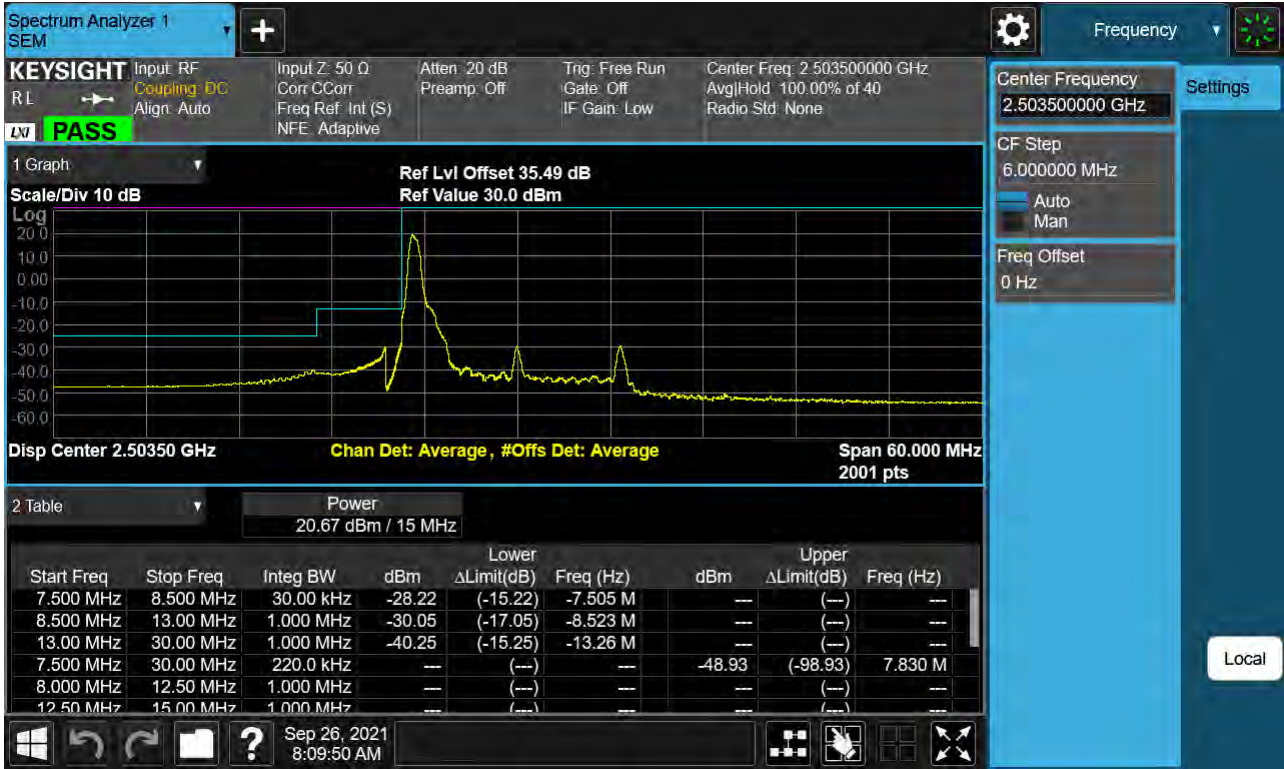 Spectrum Analyzer 1
SEM
Frequency
KEYSIGHT
R L
LXI
PASS
Input: RF
Coupling: DC
Align: Auto
Input Z: 50 Ω
Corr CCorr
Freq Ref: Int (S)
NFE: Adaptive
Atten: 20 dB
Preamp: Off
Trig: Free Run
Gate: Off
IF Gain: Low
Center Freq: 2.503500000 GHz
Avg|Hold: 100.00% of 40
Radio Std: None
Center Frequency
2.503500000 GHz
Settings
CF Step
6.000000 MHz
Auto
Man
Freq Offset
0 Hz
Local
1 Graph
Scale/Div 10 dB
Ref Lvl Offset 35.49 dB
Ref Value 30.0 dBm
Log
20.0
10.0
0.00
-10.0
-20.0
-30.0
-40.0
-50.0
-60.0
Disp Center 2.50350 GHz
Chan Det: Average, #Offs Det: Average
Span 60.000 MHz
2001 pts
2 Table
Power
20.67 dBm / 15 MHz
Lower Upper
Start Freq Stop Freq Integ BW dBm ΔLimit(dB) Freq (Hz) dBm ΔLimit(dB) Freq (Hz)
7.500 MHz 8.500 MHz 30.00 kHz -28.22 (-15.22) -7.505 M --- (---) ---
8.500 MHz 13.00 MHz 1.000 MHz -30.05 (-17.05) -8.523 M --- (---) ---
13.00 MHz 30.00 MHz 1.000 MHz -40.25 (-15.25) -13.26 M --- (---) ---
7.500 MHz 30.00 MHz 220.0 kHz --- (---) --- -48.93 (-98.93) 7.830 M
8.000 MHz 12.50 MHz 1.000 MHz --- (---) --- --- (---) ---
12.50 MHz 15.00 MHz 1.000 MHz --- (---) --- --- (---) ---
?
Sep 26, 2021
8:09:50 AM